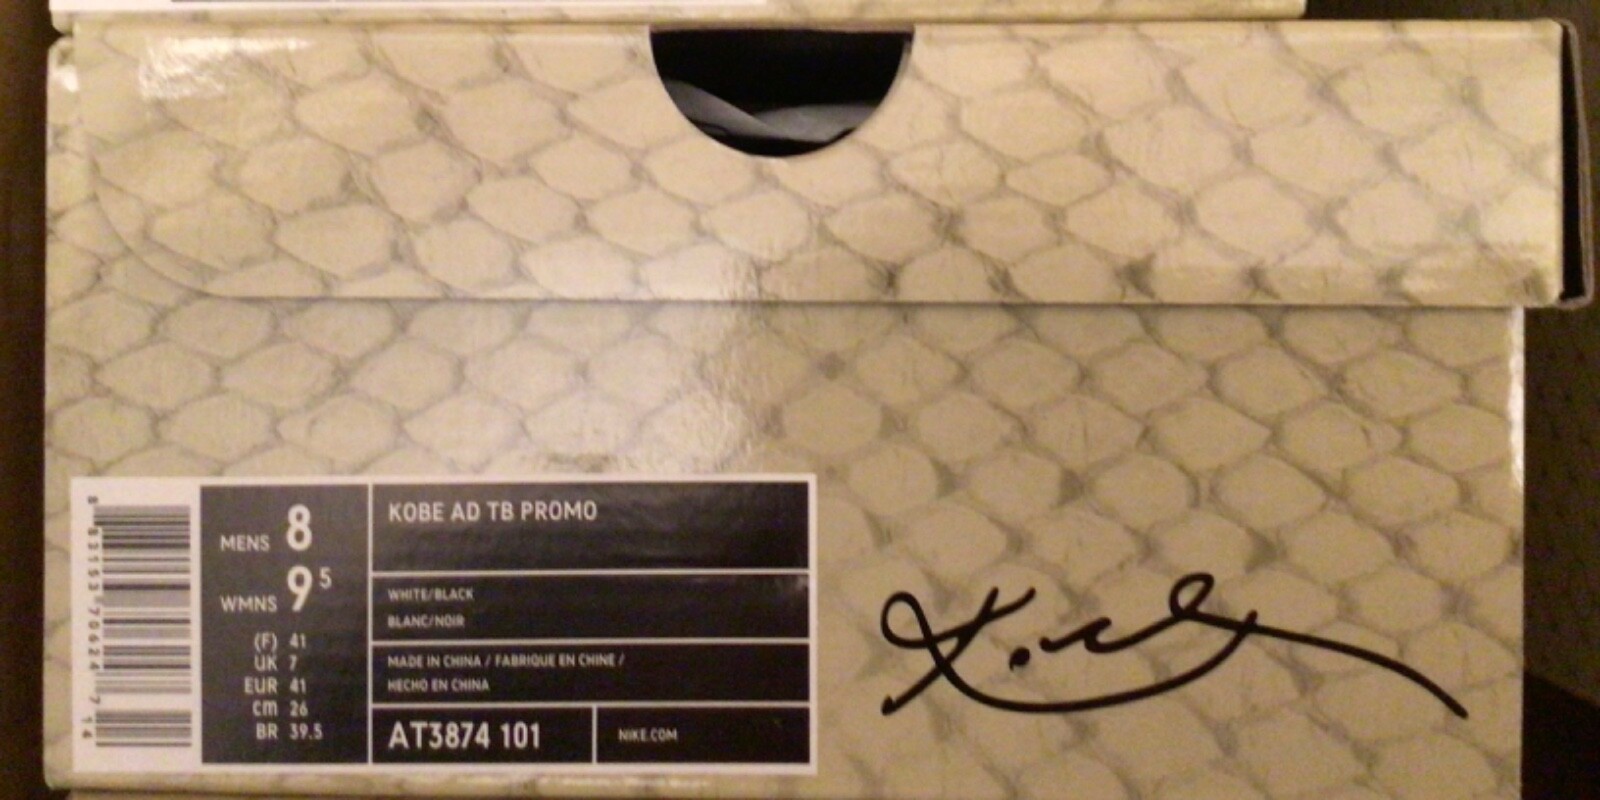 MENS 8
WMNS 9 5
(F) 41
UK 7
EUR 41
cm 26
BR 39.5
KOBE AD TB PROMO
WHITE/BLACK
BLANC/NOIR
MADE IN CHINA / FABRIQUE EN CHINE /
HECHO EN CHINA
AT3874 101
NIKE.COM